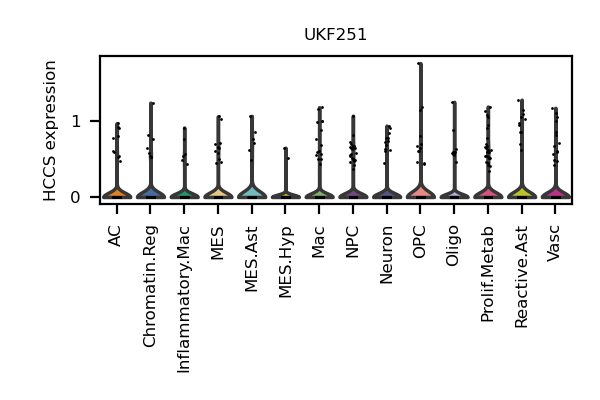 UKF251
HCCS expression
1
0
AC
Chromatin.Reg
Inflammatory.Mac
MES
MES.Ast
MES.Hyp
Mac
NPC
Neuron
OPC
Oligo
Prolif.Metab
Reactive.Ast
Vasc